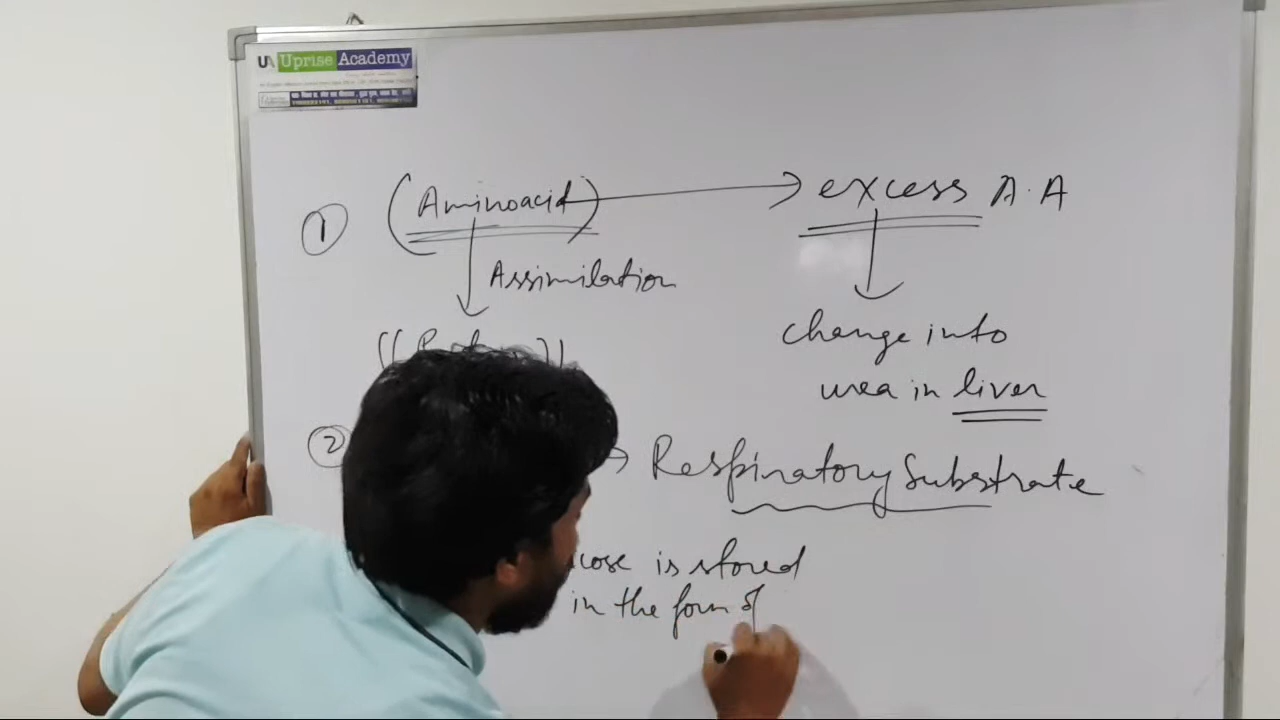 UA Uprise Academy
1 (Aminoacid) → excess A.A
Assimilation
change into
urea in liver
2 → Respiratory Substrate
cose is stored
in the form of